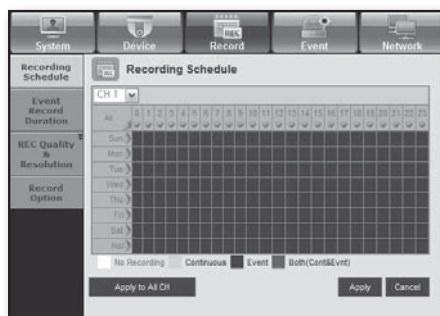 System Device Record Event Network
REC
Recording
Schedule
Event
Record
Duration
REC Quality
&
Resolution
Record
Option
Recording Schedule
CH 1
All 0 1 2 3 4 5 6 7 8 9 10 11 12 13 14 15 16 17 18 19 20 21 22 23
Sun
Mon
Tue
Wed
Thu
Fri
Sat
Hol
No Recording Continuous Event Both(Cont&Evnt)
Apply to All CH Apply Cancel